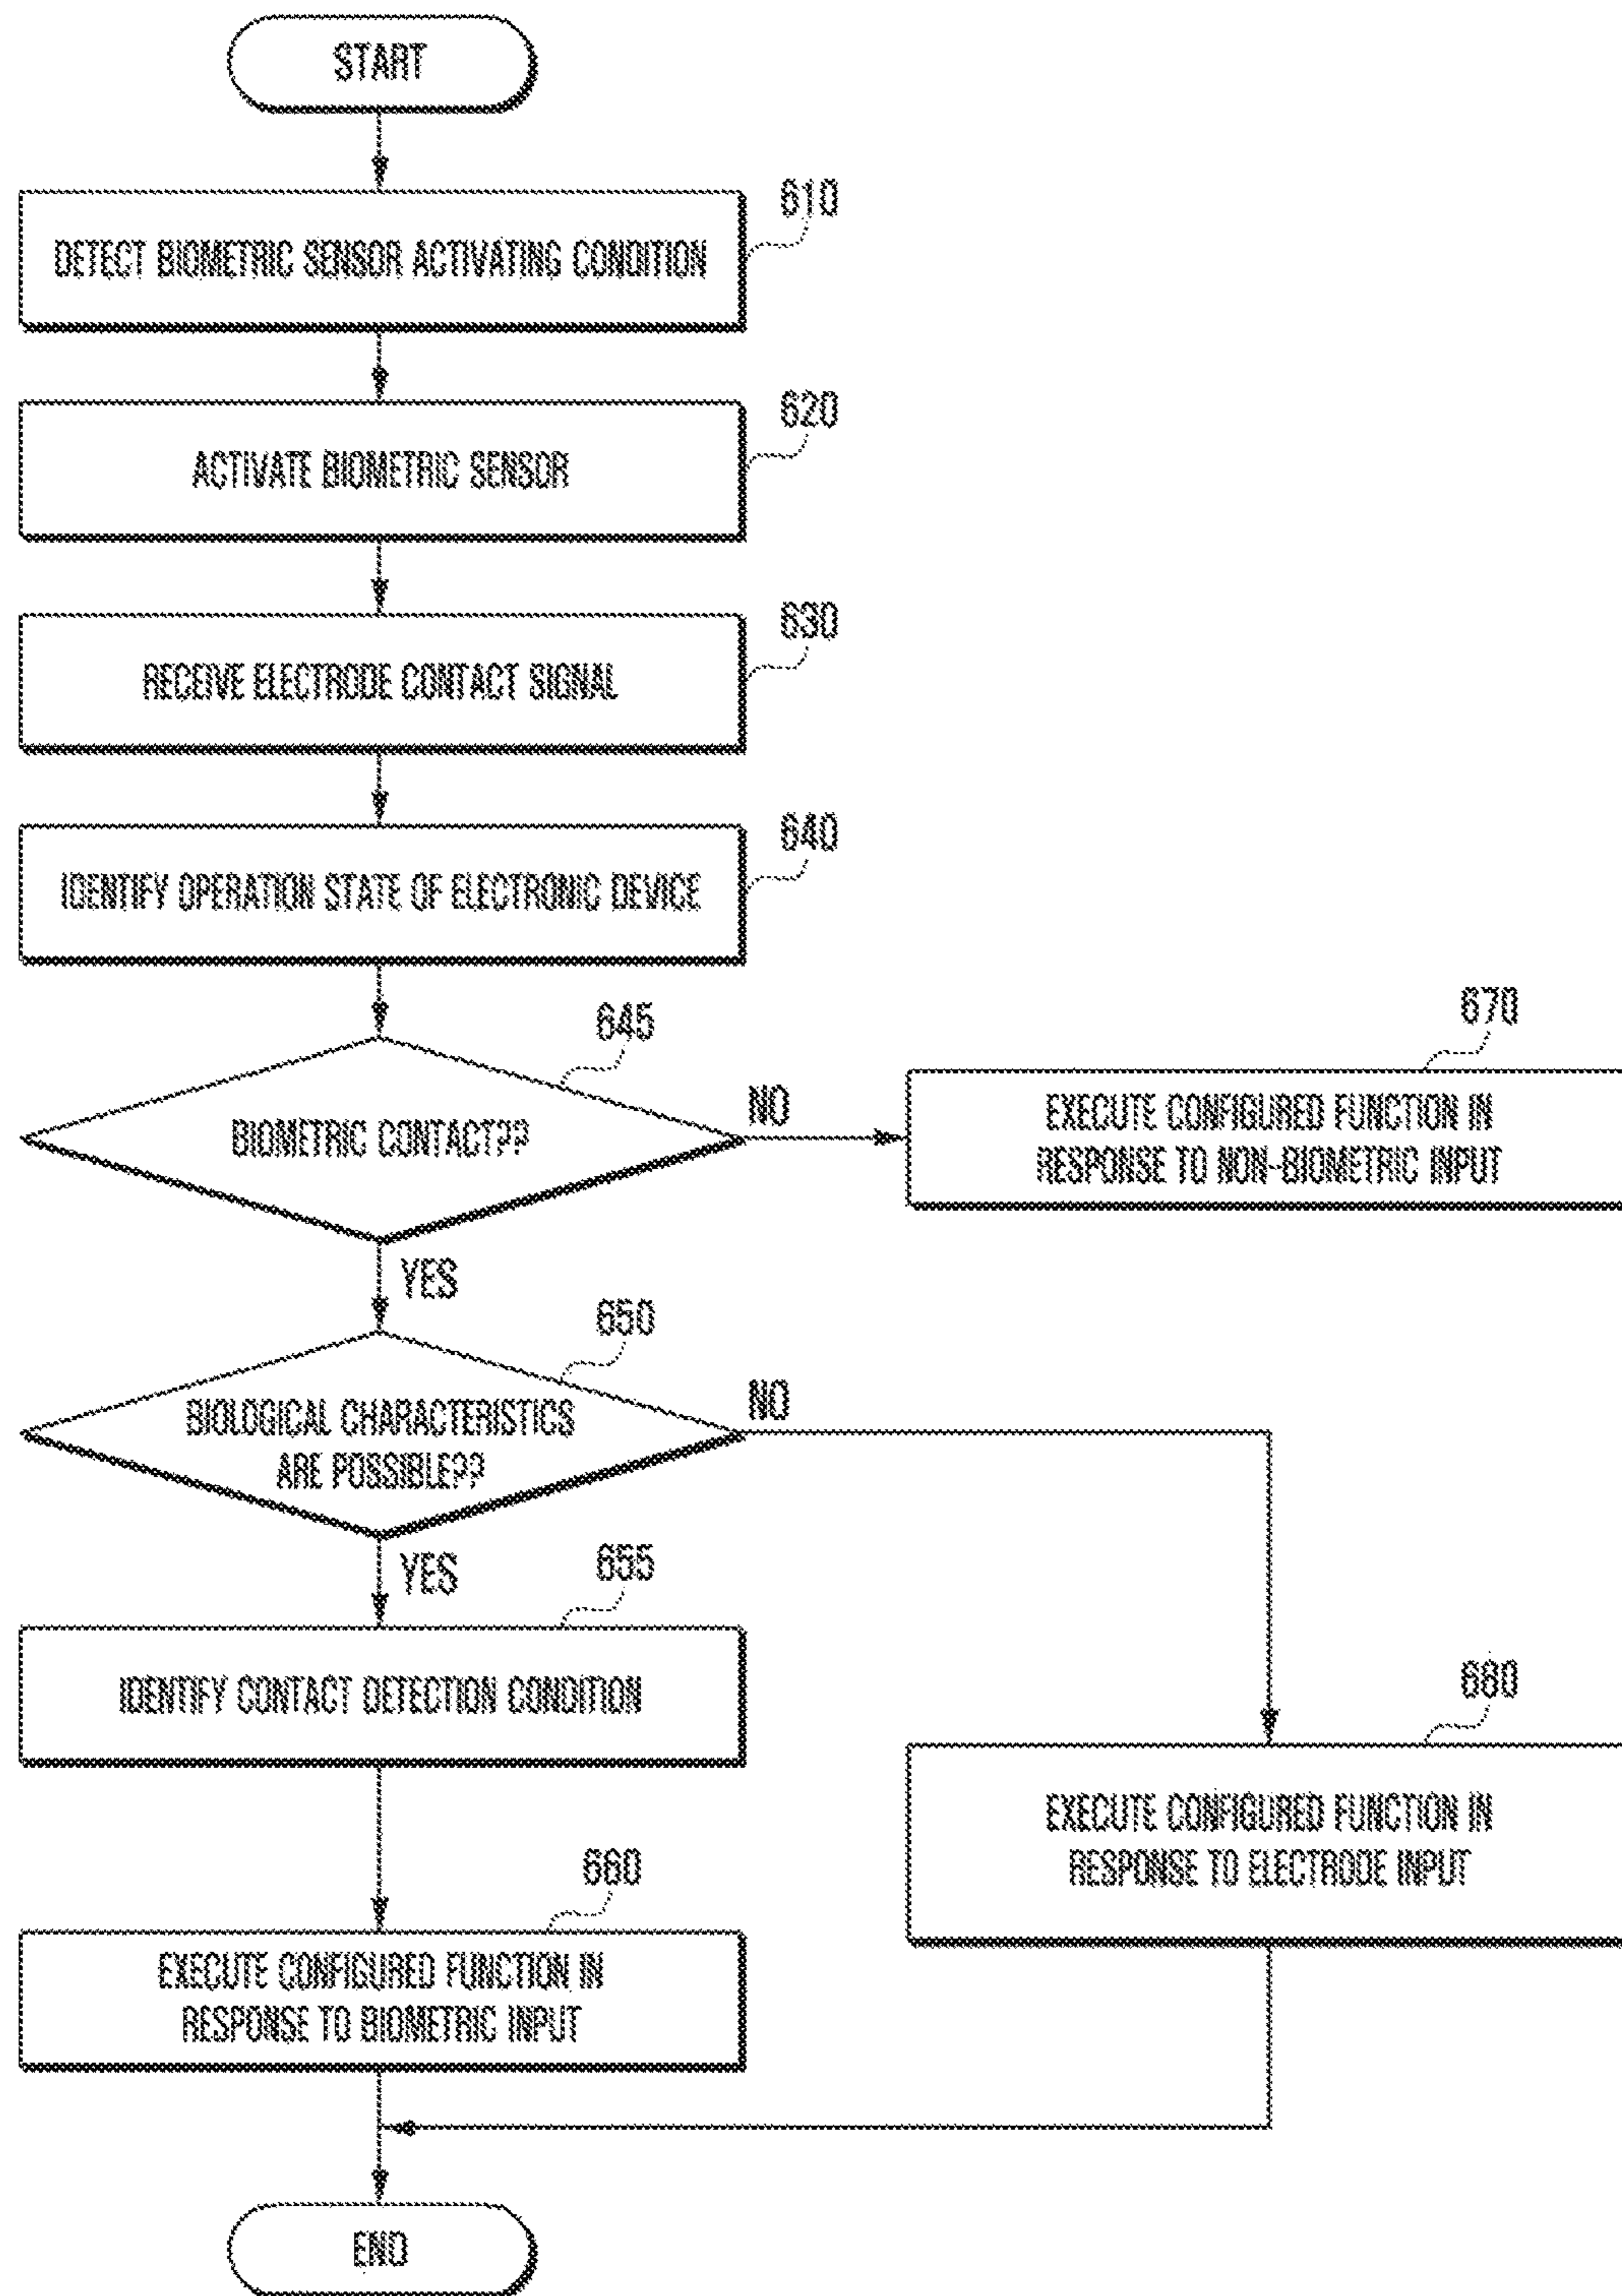 START
610
DETECT BIOMETRIC SENSOR ACTIVATING CONDITION
620
ACTIVATE BIOMETRIC SENSOR
630
RECEIVE ELECTRODE CONTACT SIGNAL
640
IDENTIFY OPERATION STATE OF ELECTRONIC DEVICE
645
BIOMETRIC CONTACT??
NO
670
EXECUTE CONFIGURED FUNCTION IN
RESPONSE TO NON-BIOMETRIC INPUT
YES
650
BIOLOGICAL CHARACTERISTICS
ARE POSSIBLE??
NO
YES
655
IDENTIFY CONTACT DETECTION CONDITION
680
EXECUTE CONFIGURED FUNCTION IN
RESPONSE TO ELECTRODE INPUT
660
EXECUTE CONFIGURED FUNCTION IN
RESPONSE TO BIOMETRIC INPUT
END